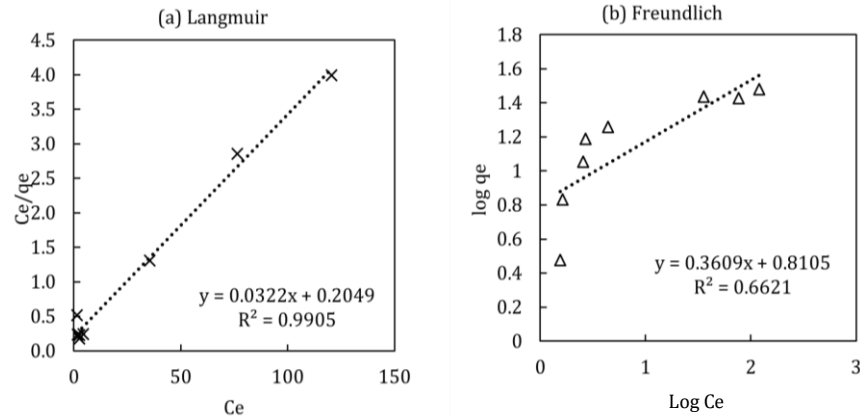 (a) Langmuir
4.5
4.0
3.5
3.0
2.5
2.0
1.5
1.0
0.5
0.0
Ce/qe
y = 0.0322x + 0.2049
R² = 0.9905
0 50 100 150
Ce
(b) Freundlich
1.8
1.6
1.4
1.2
1
0.8
0.6
0.4
0.2
0
log qe
y = 0.3609x + 0.8105
R² = 0.6621
0 1 2 3
Log Ce